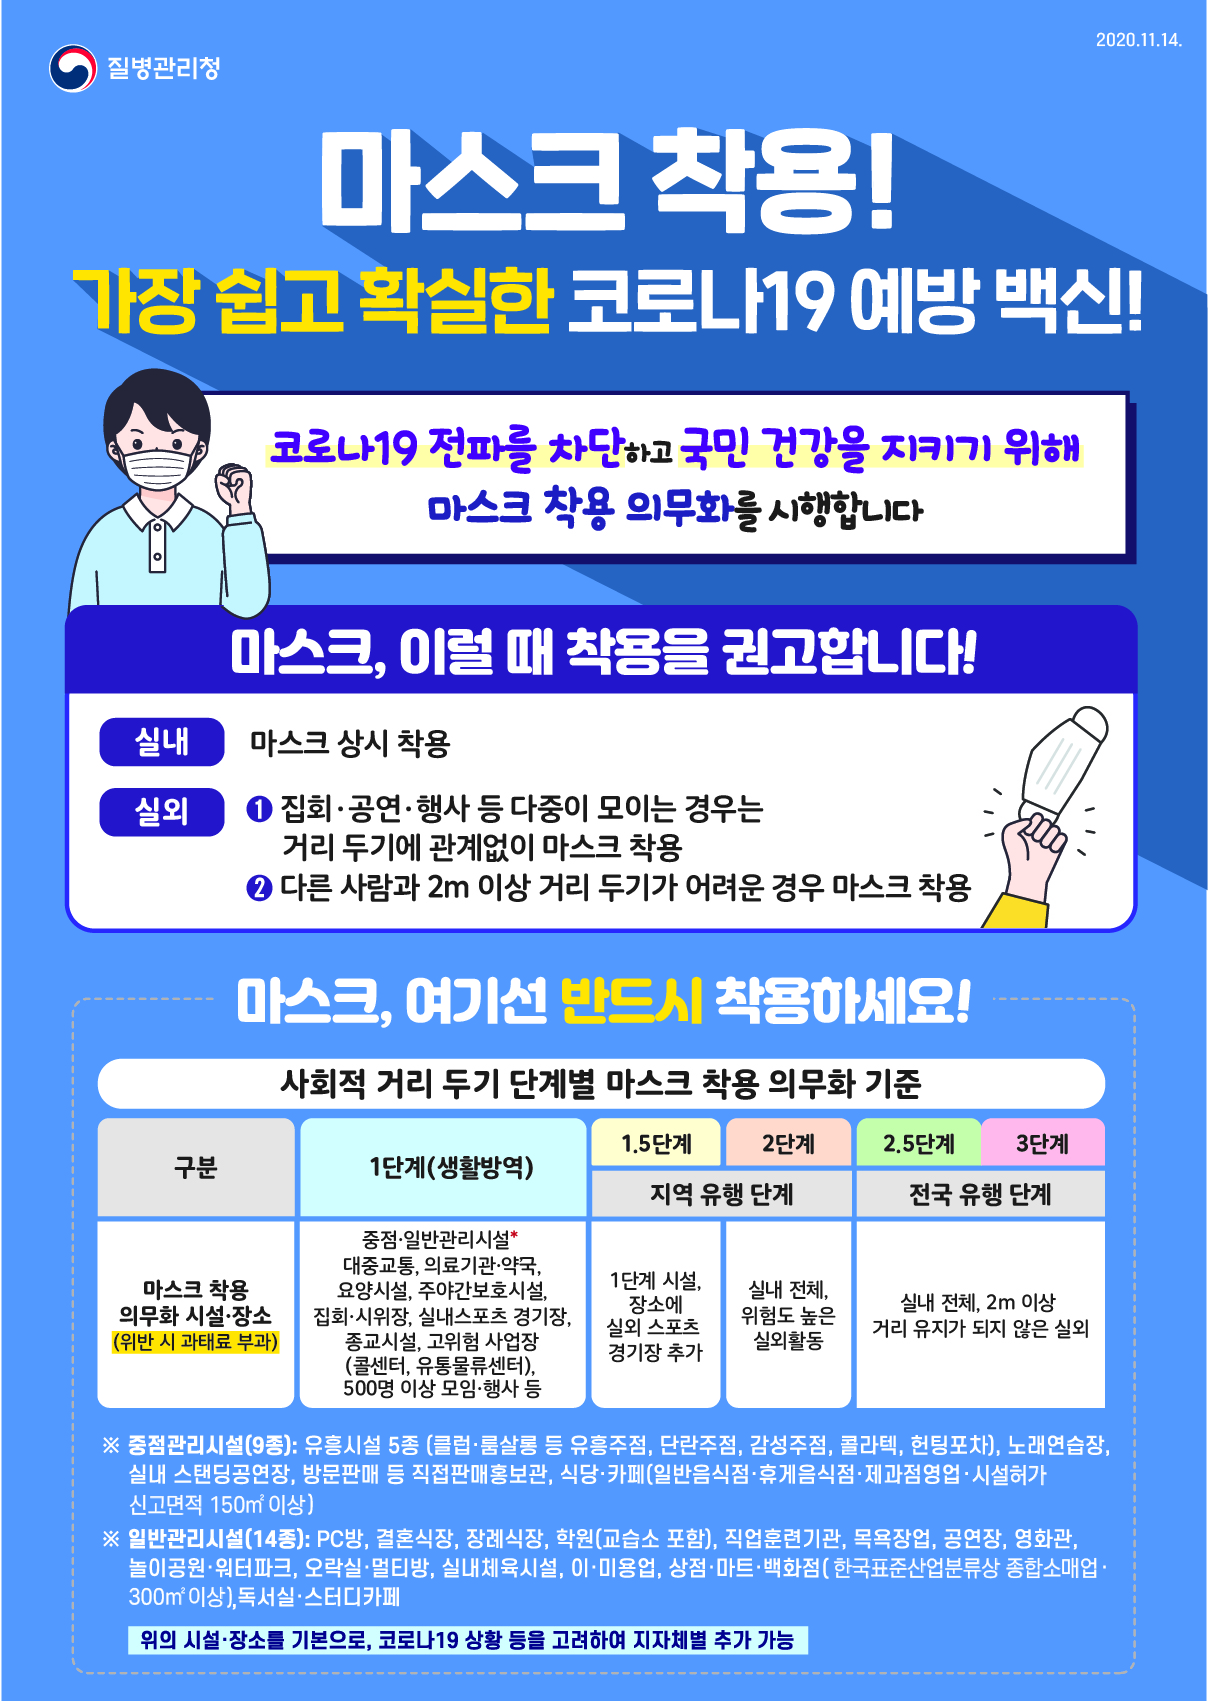 2020.11.14.
질병관리청
마스크 착용!
가장 쉽고 확실한 코로나19 예방 백신!
코로나19 전파를 차단하고 국민 건강을 지키기 위해
마스크 착용 의무화를 시행합니다
마스크, 이럴 때 착용을 권고합니다!
실내 마스크 상시 착용
실외 ❶ 집회·공연·행사 등 다중이 모이는 경우는
거리 두기에 관계없이 마스크 착용
❷ 다른 사람과 2m 이상 거리 두기가 어려운 경우 마스크 착용
마스크, 여기선 반드시 착용하세요!
사회적 거리 두기 단계별 마스크 착용 의무화 기준
구분
1단계(생활방역)
1.5단계
2단계
2.5단계
3단계
지역 유행 단계
전국 유행 단계
마스크 착용
의무화 시설·장소
(위반 시 과태료 부과)
중점·일반관리시설*
대중교통, 의료기관·약국,
요양시설, 주야간보호시설,
집회·시위장, 실내스포츠 경기장,
종교시설, 고위험 사업장
(콜센터, 유통물류센터),
500명 이상 모임·행사 등
1단계 시설,
장소에
실외 스포츠
경기장 추가
실내 전체,
위험도 높은
실외활동
실내 전체, 2m 이상
거리 유지가 되지 않은 실외
※ 중점관리시설(9종): 유흥시설 5종 (클럽·룸살롱 등 유흥주점, 단란주점, 감성주점, 콜라텍, 헌팅포차), 노래연습장,
실내 스탠딩공연장, 방문판매 등 직접판매홍보관, 식당·카페(일반음식점·휴게음식점·제과점영업·시설허가
신고면적 150㎡ 이상)
※ 일반관리시설(14종): PC방, 결혼식장, 장례식장, 학원(교습소 포함), 직업훈련기관, 목욕장업, 공연장, 영화관,
놀이공원·워터파크, 오락실·멀티방, 실내체육시설, 이·미용업, 상점·마트·백화점( 한국표준산업분류상 종합소매업·
300㎡ 이상),독서실·스터디카페
위의 시설·장소를 기본으로, 코로나19 상황 등을 고려하여 지자체별 추가 가능